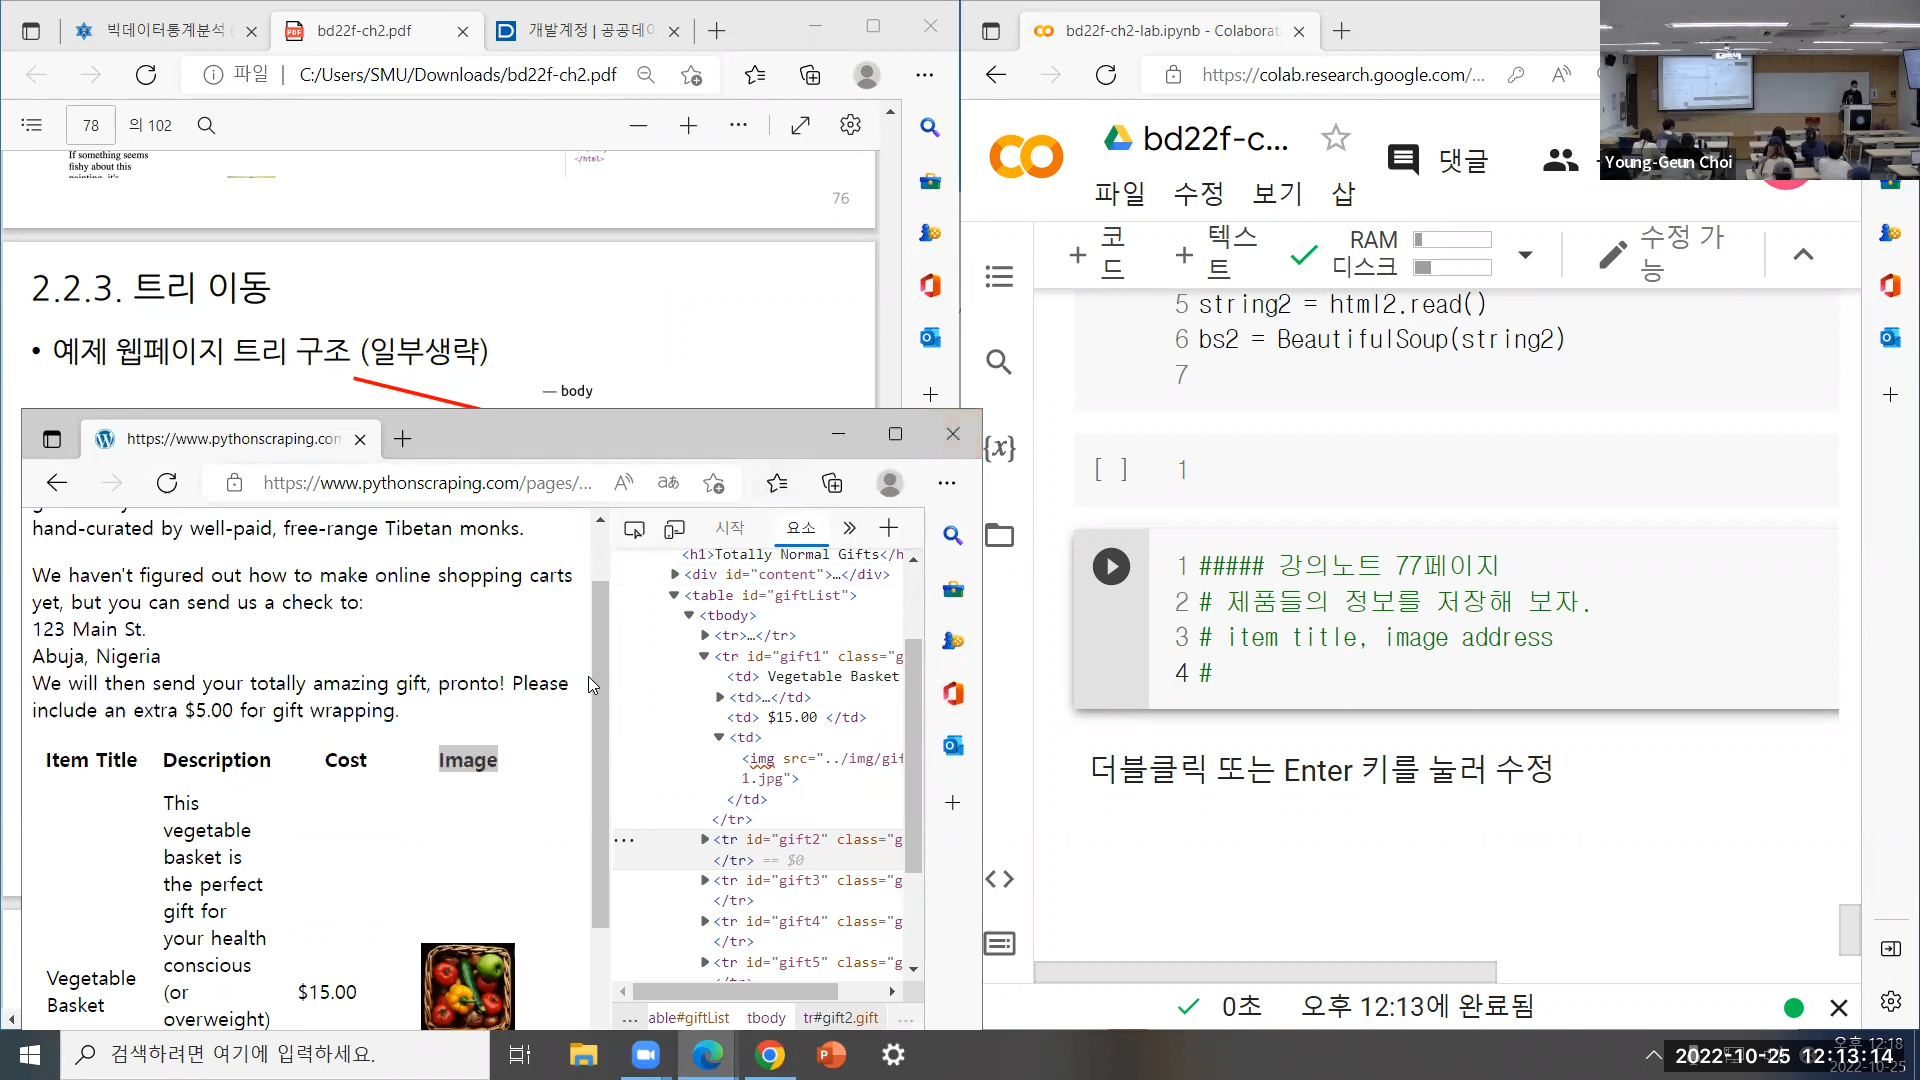 빅데이터통계분석
bd22f-ch2.pdf
개발계정 | 공공데이
파일
C:/Users/SMU/Downloads/bd22f-ch2.pdf
78
의 102
If something seems
fishy about this
</html>
76
2.2.3. 트리 이동
• 예제 웹페이지 트리 구조 (일부생략)
— body
https://www.pythonscraping.com
https://www.pythonscraping.com/pages/...
hand-curated by well-paid, free-range Tibetan monks.
We haven't figured out how to make online shopping carts
yet, but you can send us a check to:
123 Main St.
Abuja, Nigeria
We will then send your totally amazing gift, pronto! Please
include an extra $5.00 for gift wrapping.
Item Title Description Cost Image
This
vegetable
basket is
the perfect
gift for
your health
conscious
(or
overweight)
Vegetable
Basket
$15.00
시작
요소
<h1>Totally Normal Gifts</h
<div id="content">…</div>
<table id="giftList">
<tbody>
<tr>…</tr>
<tr id="gift1" class="g
<td> Vegetable Basket
<td>…</td>
<td> $15.00 </td>
<td>
<img src="../img/gif
1.jpg">
</td>
</tr>
<tr id="gift2" class="g
</tr> == $0
<tr id="gift3" class="g
</tr>
<tr id="gift4" class="g
</tr>
<tr id="gift5" class="g
... able#giftList tbody tr#gift2.gift ...
bd22f-ch2-lab.ipynb - Colaborat
https://colab.research.google.com/...
Young-Geun Choi
bd22f-c...
댓글
파일 수정 보기 삽
+ 코드
+ 텍스트
RAM
디스크
수정 가능
5 string2 = html2.read()
6 bs2 = BeautifulSoup(string2)
7
{x}
[ ] 1
1 ##### 강의노트 77페이지
2 # 제품들의 정보를 저장해 보자.
3 # item title, image address
4 #
더블클릭 또는 Enter 키를 눌러 수정
0초 오후 12:13에 완료됨
검색하려면 여기에 입력하세요.
오후 12:18
2022-10-25 12:13:14
2022-10-25